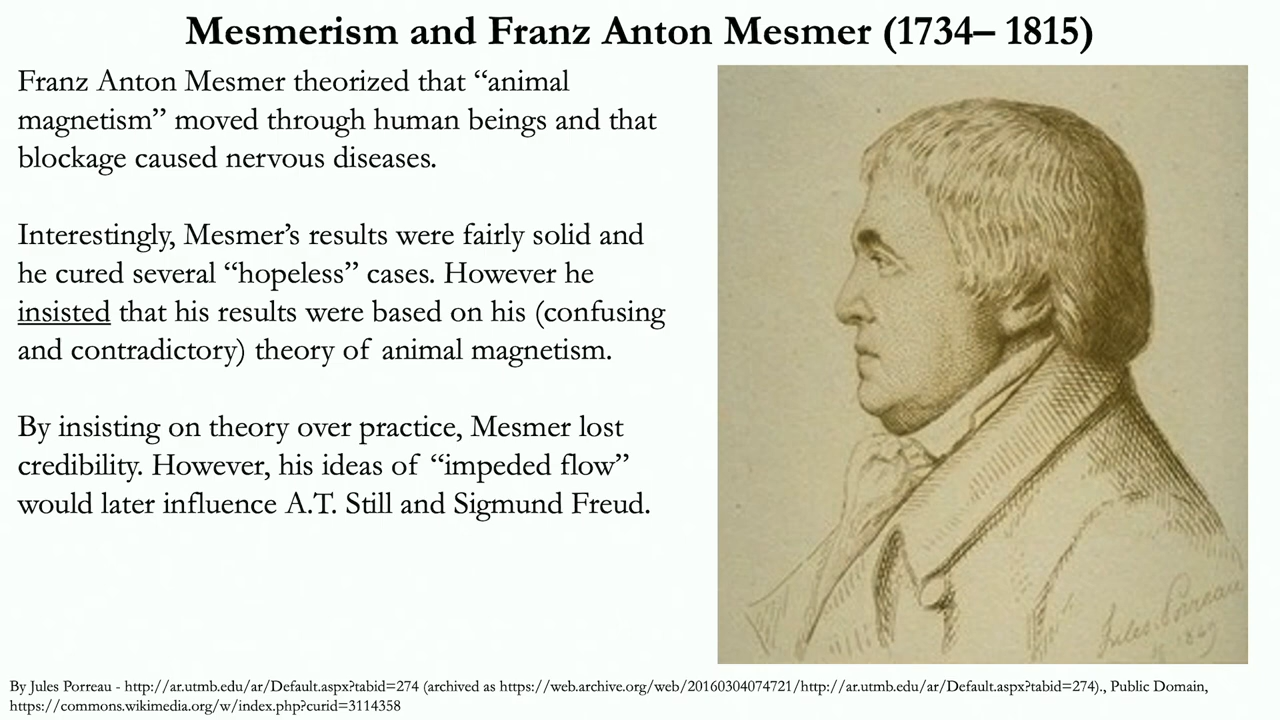 Mesmerism and Franz Anton Mesmer (1734– 1815)
Franz Anton Mesmer theorized that “animal
magnetism” moved through human beings and that
blockage caused nervous diseases.
Interestingly, Mesmer’s results were fairly solid and
he cured several “hopeless” cases. However he
insisted that his results were based on his (confusing
and contradictory) theory of animal magnetism.
By insisting on theory over practice, Mesmer lost
credibility. However, his ideas of “impeded flow”
would later influence A.T. Still and Sigmund Freud.
Jules Porreau
By Jules Porreau - http://ar.utmb.edu/ar/Default.aspx?tabid=274 (archived as https://web.archive.org/web/20160304074721/http://ar.utmb.edu/ar/Default.aspx?tabid=274)., Public Domain,
https://commons.wikimedia.org/w/index.php?curid=3114358